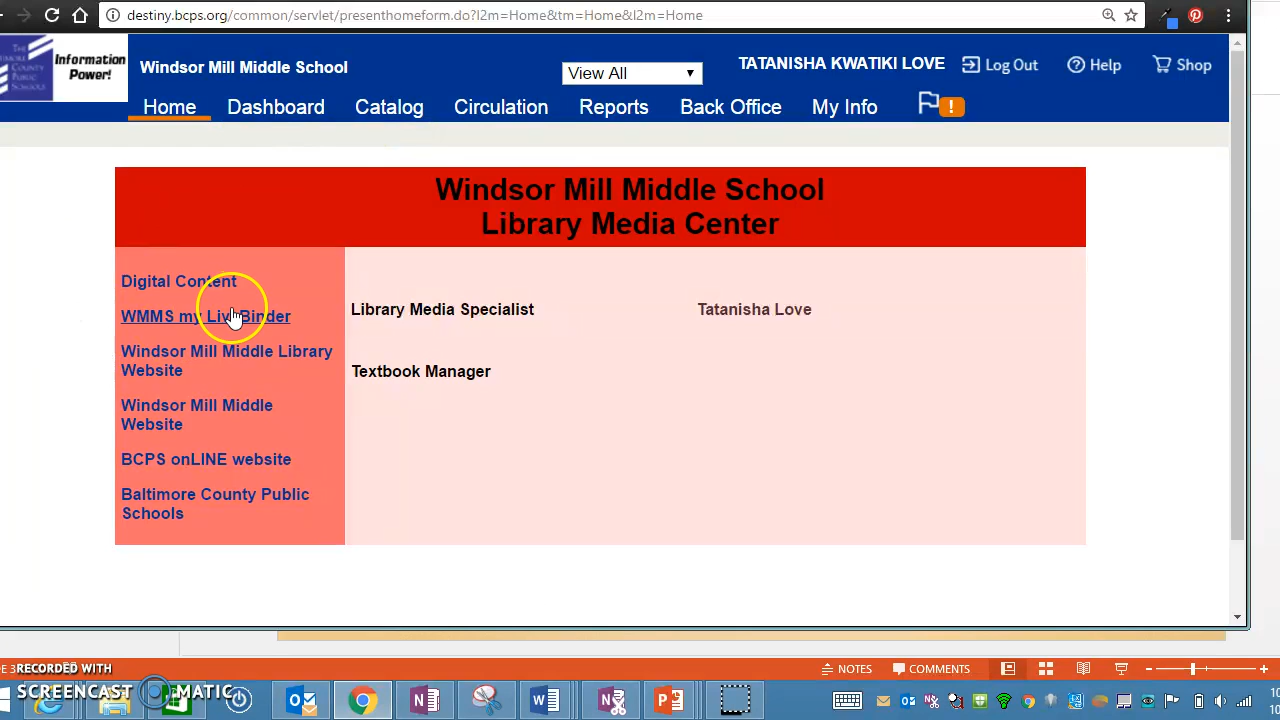 destiny.bcps.org/common/servlet/presenthomeform.do?l2m=Home&tm=Home&l2m=Home
Information
Power!
Windsor Mill Middle School
View All
TATANISHA KWATIKI LOVE
Log Out
Help
Shop
Home
Dashboard
Catalog
Circulation
Reports
Back Office
My Info
!
Windsor Mill Middle School
Library Media Center
Digital Content
WMMS my LiveBinder
Windsor Mill Middle Library
Website
Windsor Mill Middle
Website
BCPS onLINE website
Baltimore County Public
Schools
Library Media Specialist
Tatanisha Love
Textbook Manager
NOTES
COMMENTS
RECORDED WITH
SCREENCAST MATIC